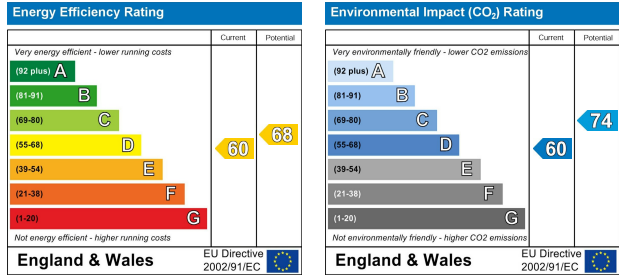 Energy Efficiency Rating
Current Potential
Very energy efficient - lower running costs
(92 plus) A
(81-91) B
(69-80) C
(55-68) D
(39-54) E
(21-38) F
(1-20) G
60
68
Not energy efficient - higher running costs
England & Wales
EU Directive
2002/91/EC
Environmental Impact (CO₂) Rating
Current Potential
Very environmentally friendly - lower CO2 emissions
(92 plus) A
(81-91) B
(69-80) C
(55-68) D
(39-54) E
(21-38) F
(1-20) G
60
74
Not environmentally friendly - higher CO2 emissions
England & Wales
EU Directive
2002/91/EC